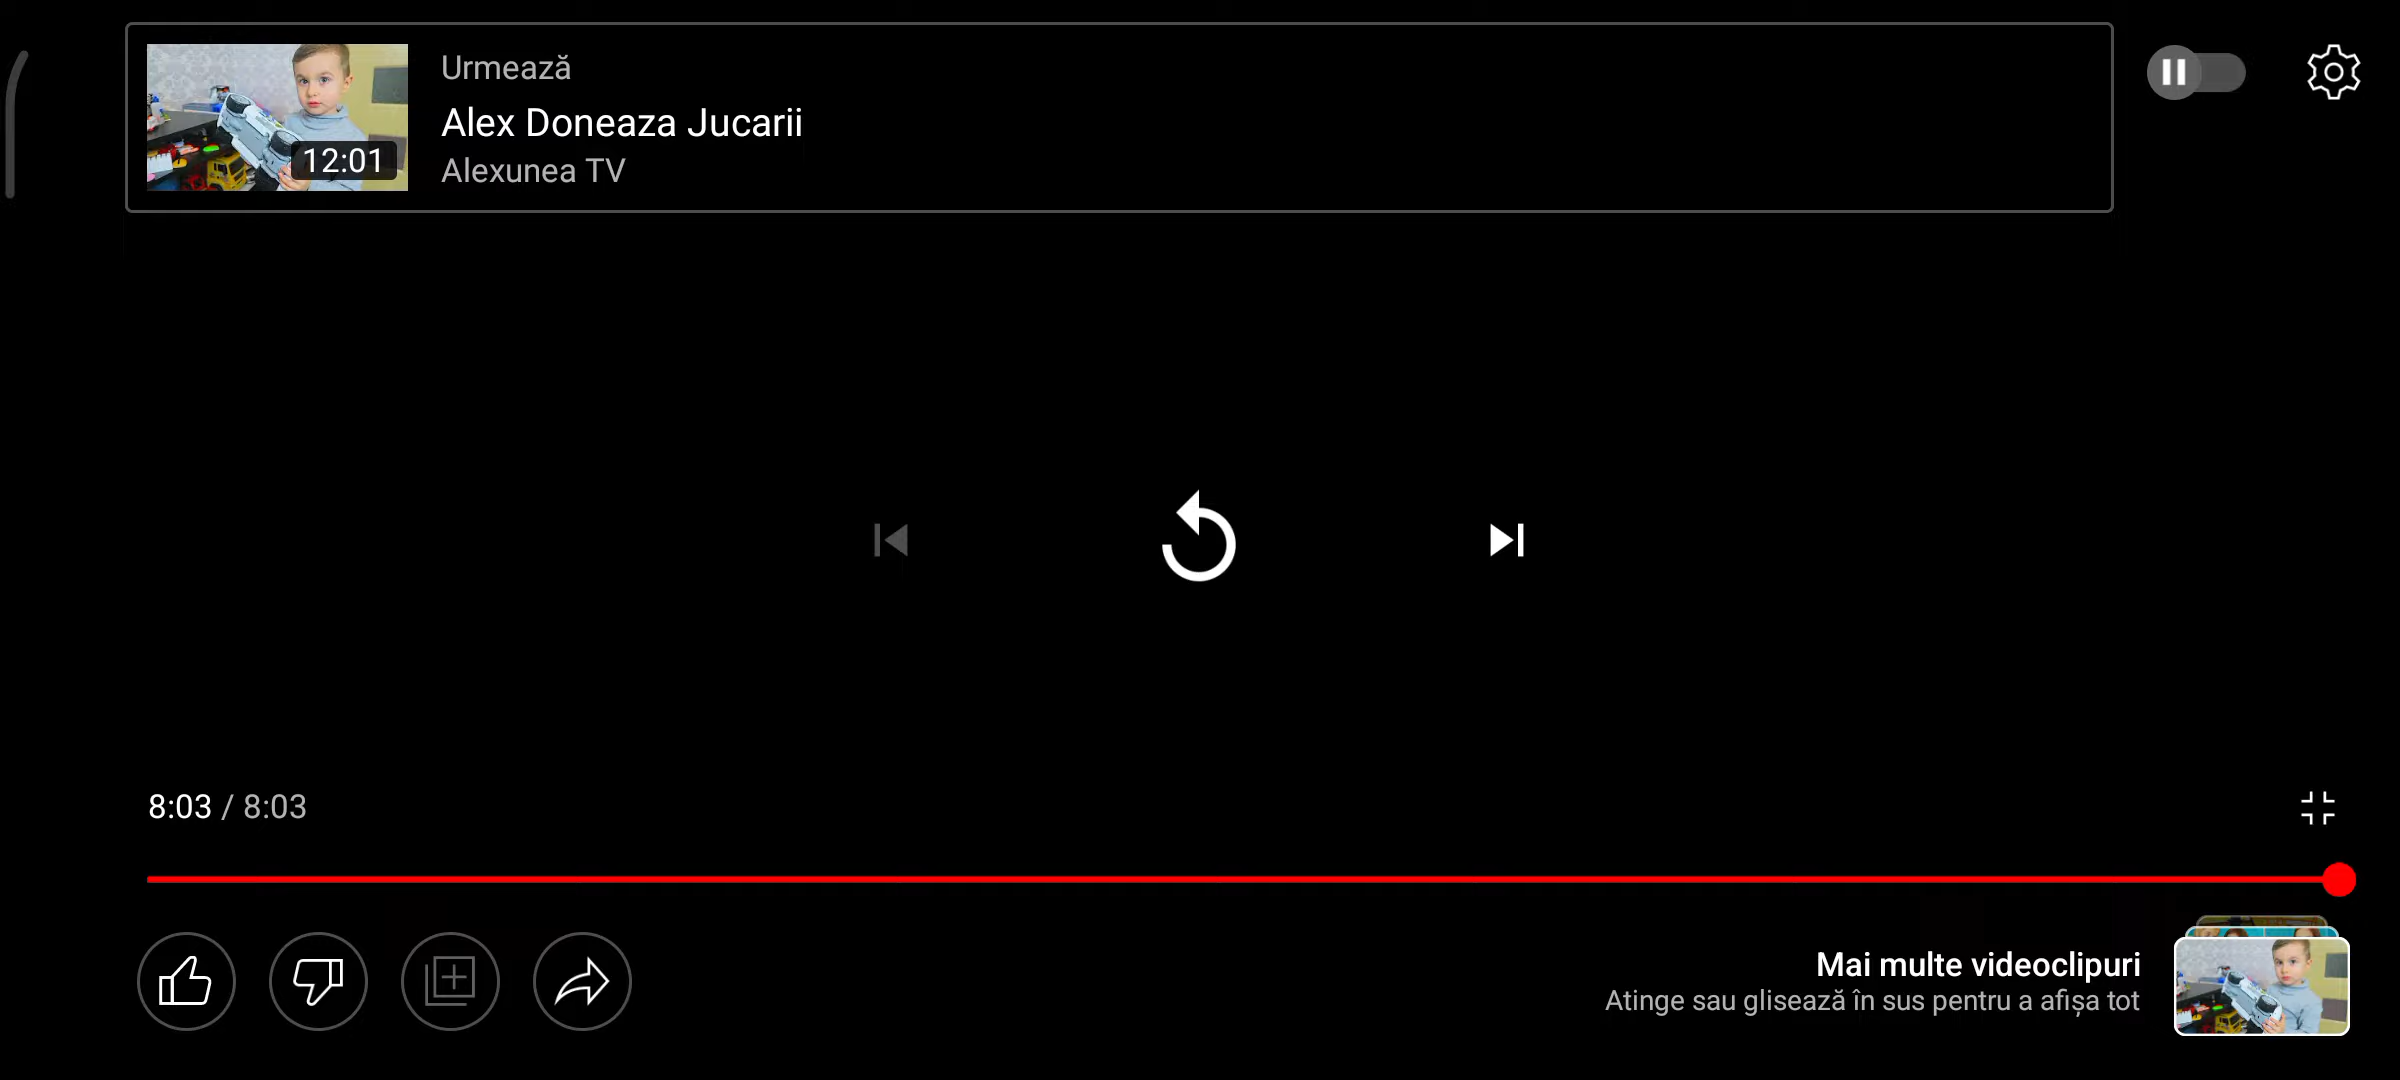 Urmează
Alex Doneaza Jucarii
Alexunea TV
12:01
8:03 / 8:03
Mai multe videoclipuri
Atinge sau glisează în sus pentru a afișa tot